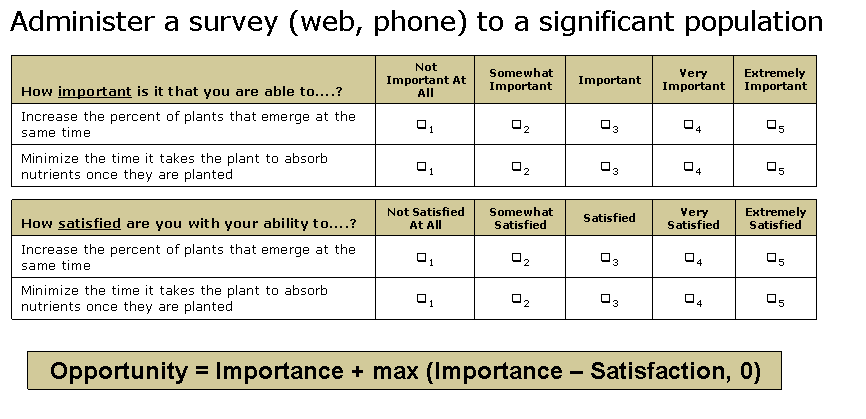 Administer a survey (web, phone) to a significant population
How important is it that you are able to....?
Not Important At All
Somewhat Important
Important
Very Important
Extremely Important
Increase the percent of plants that emerge at the same time
❑1 ❑2 ❑3 ❑4 ❑5
Minimize the time it takes the plant to absorb nutrients once they are planted
❑1 ❑2 ❑3 ❑4 ❑5
How satisfied are you with your ability to....?
Not Satisfied At All
Somewhat Satisfied
Satisfied
Very Satisfied
Extremely Satisfied
Increase the percent of plants that emerge at the same time
❑1 ❑2 ❑3 ❑4 ❑5
Minimize the time it takes the plant to absorb nutrients once they are planted
❑1 ❑2 ❑3 ❑4 ❑5
Opportunity = Importance + max (Importance – Satisfaction, 0)